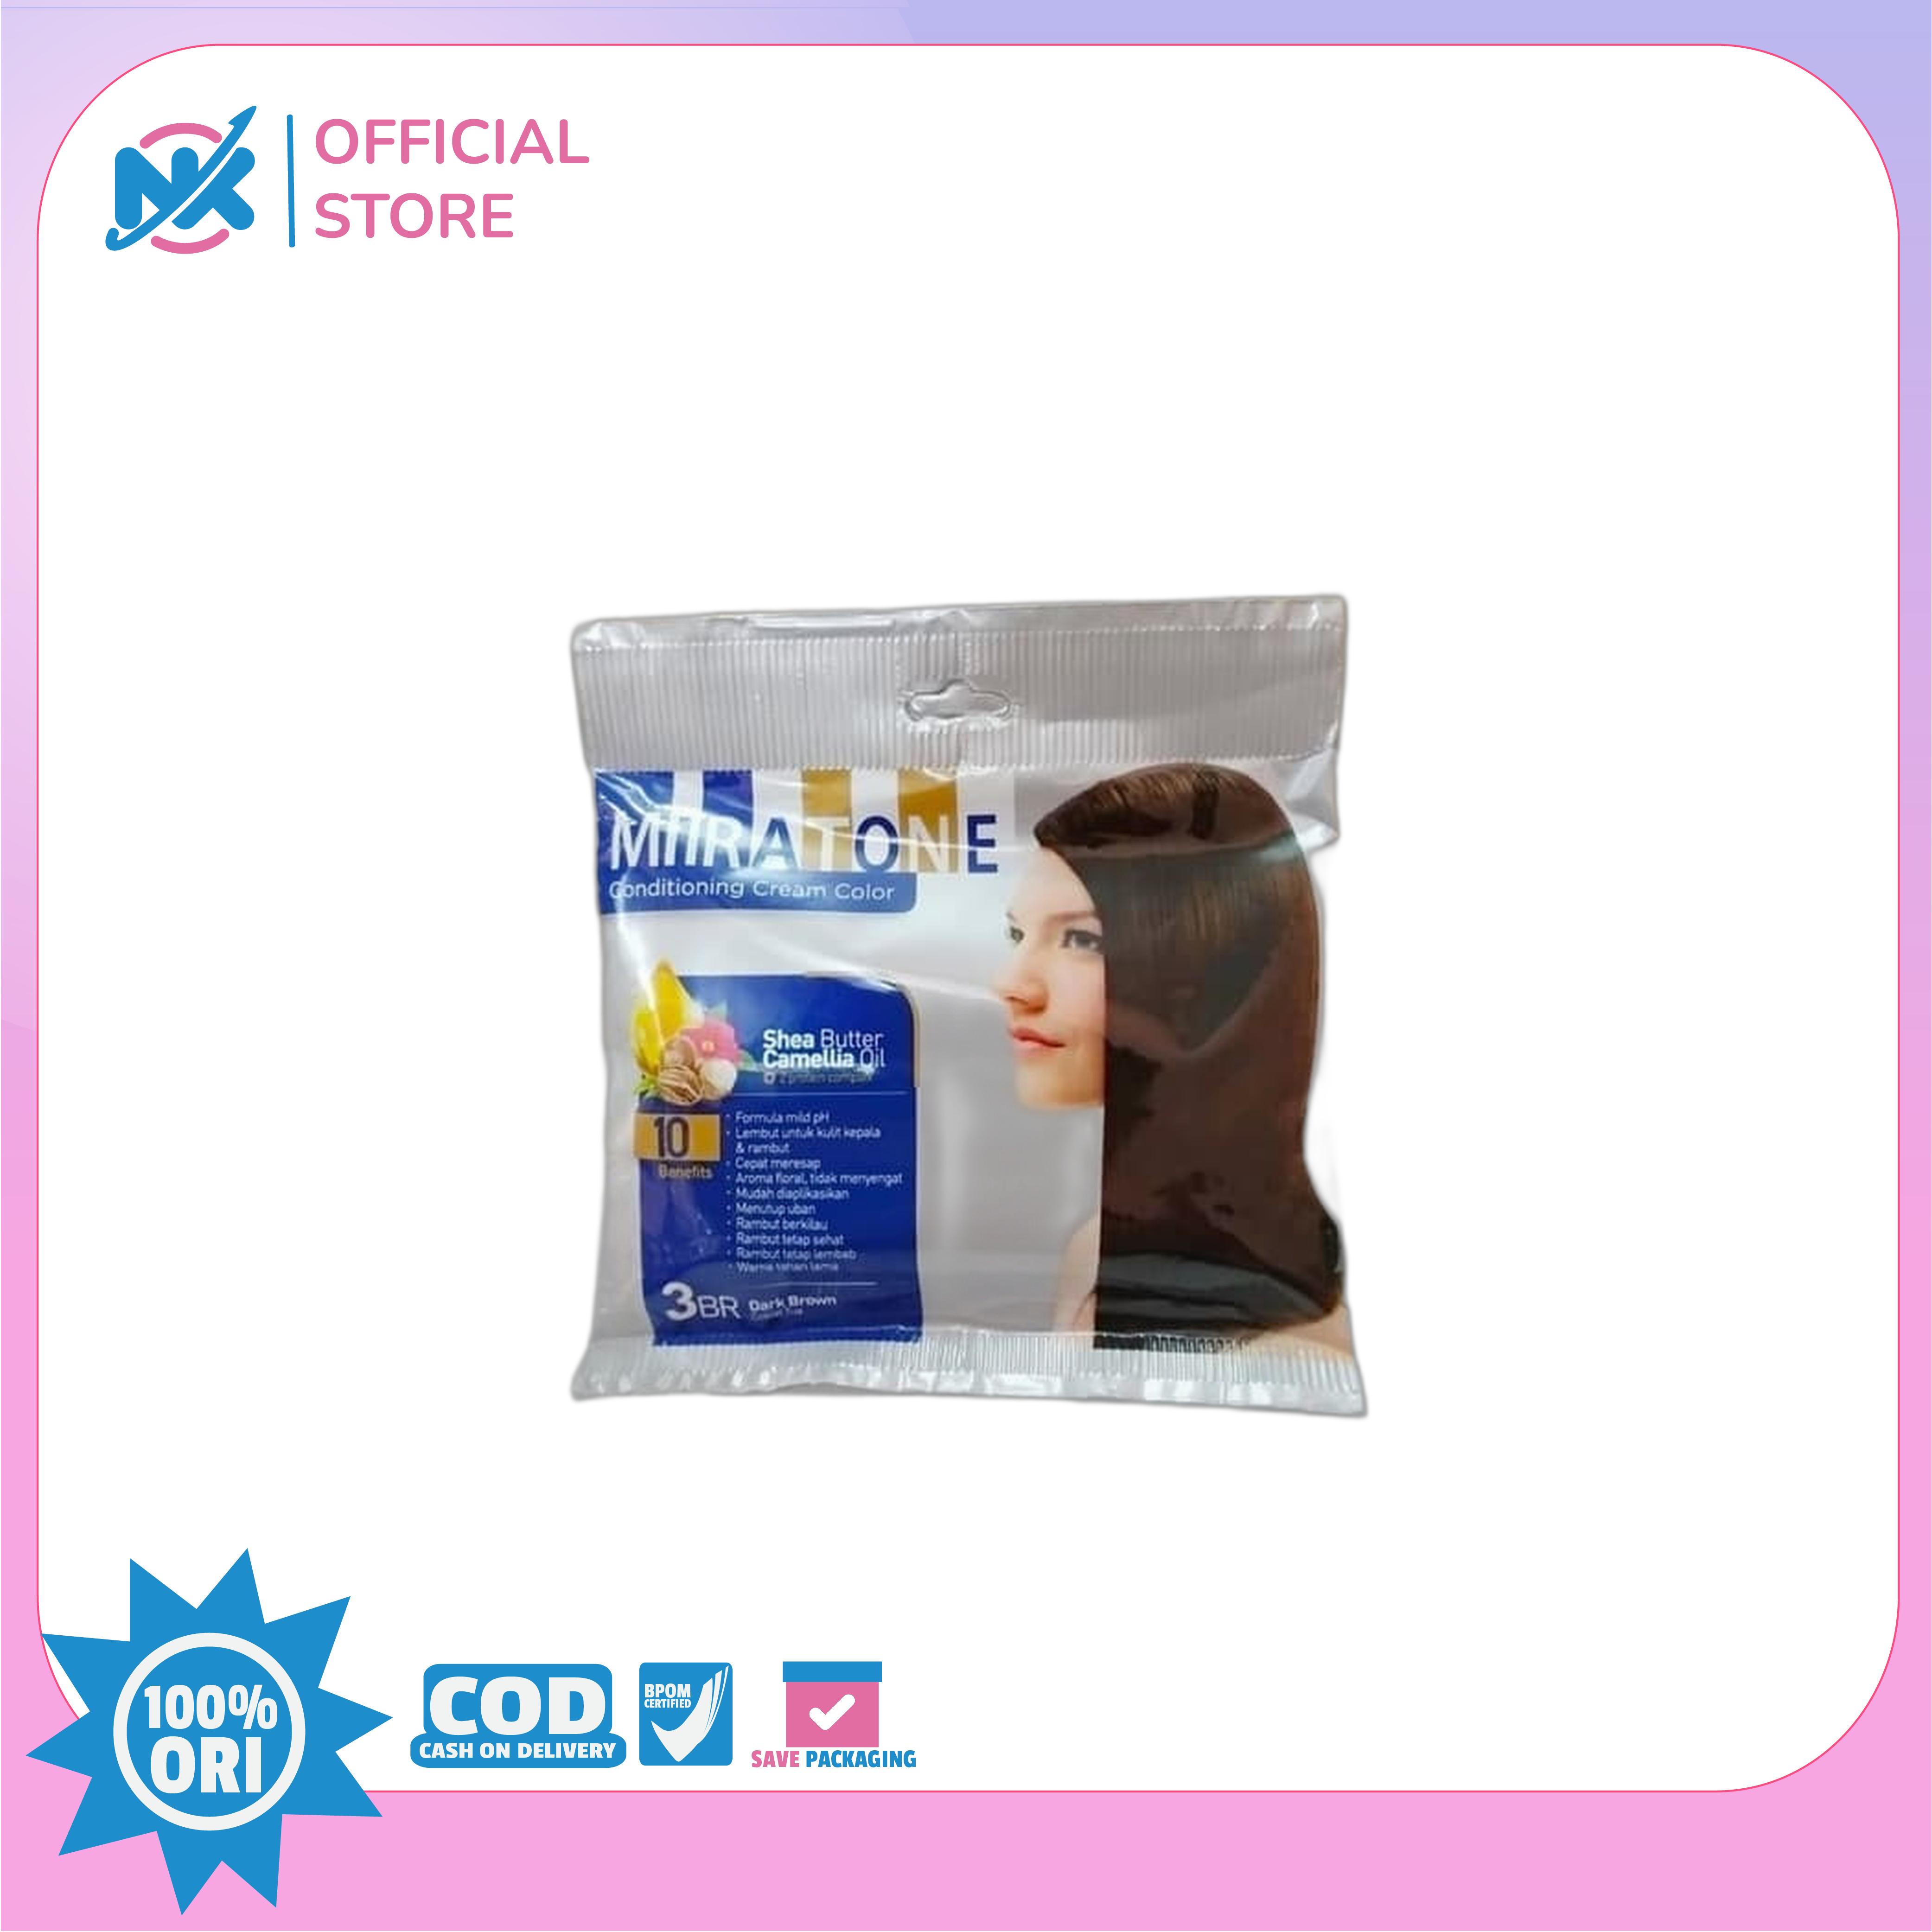 NK
OFFICIAL
STORE
MIRATONE
Conditioning Cream Color
Shea Butter
Camellia Oil
10
Benefits
• Formula mild pH
• Lembut untuk kulit kepala
& rambut
• Cepat meresap
• Aroma floral, tidak menyengat
• Mudah diaplikasikan
• Menutup uban
• Rambut berkilau
• Rambut tetap sehat
• Rambut tetap lembab
• Warna tahan lama
3BR Dark Brown
100%
ORI
COD
CASH ON DELIVERY
BPOM
CERTIFIED
SAVE PACKAGING